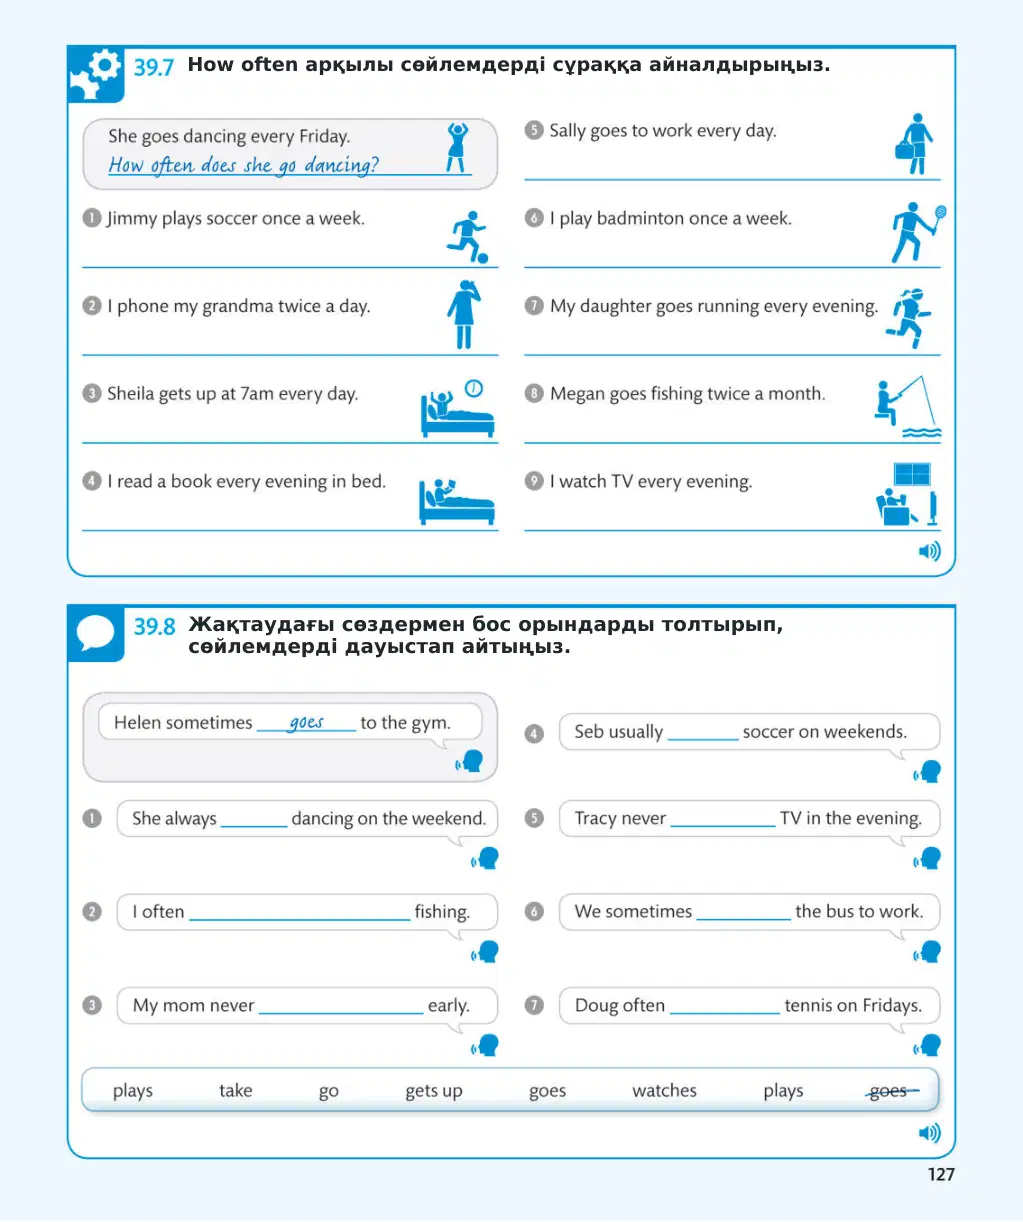 39.7 How often арқылы сөйлемдерді сұраққа айналдырыңыз.
She goes dancing every Friday.
How often does she go dancing?
1 Jimmy plays soccer once a week.
2 I phone my grandma twice a day.
3 Sheila gets up at 7am every day.
4 I read a book every evening in bed.
5 Sally goes to work every day.
6 I play badminton once a week.
7 My daughter goes running every evening.
8 Megan goes fishing twice a month.
9 I watch TV every evening.
39.8 Жақтаудағы сөздермен бос орындарды толтырып,
сөйлемдерді дауыстап айтыңыз.
Helen sometimes goes to the gym.
1 She always ______ dancing on the weekend.
2 I often ______ fishing.
3 My mom never ______ early.
4 Seb usually ______ soccer on weekends.
5 Tracy never ______ TV in the evening.
6 We sometimes ______ the bus to work.
7 Doug often ______ tennis on Fridays.
plays take go gets up goes watches plays goes
127